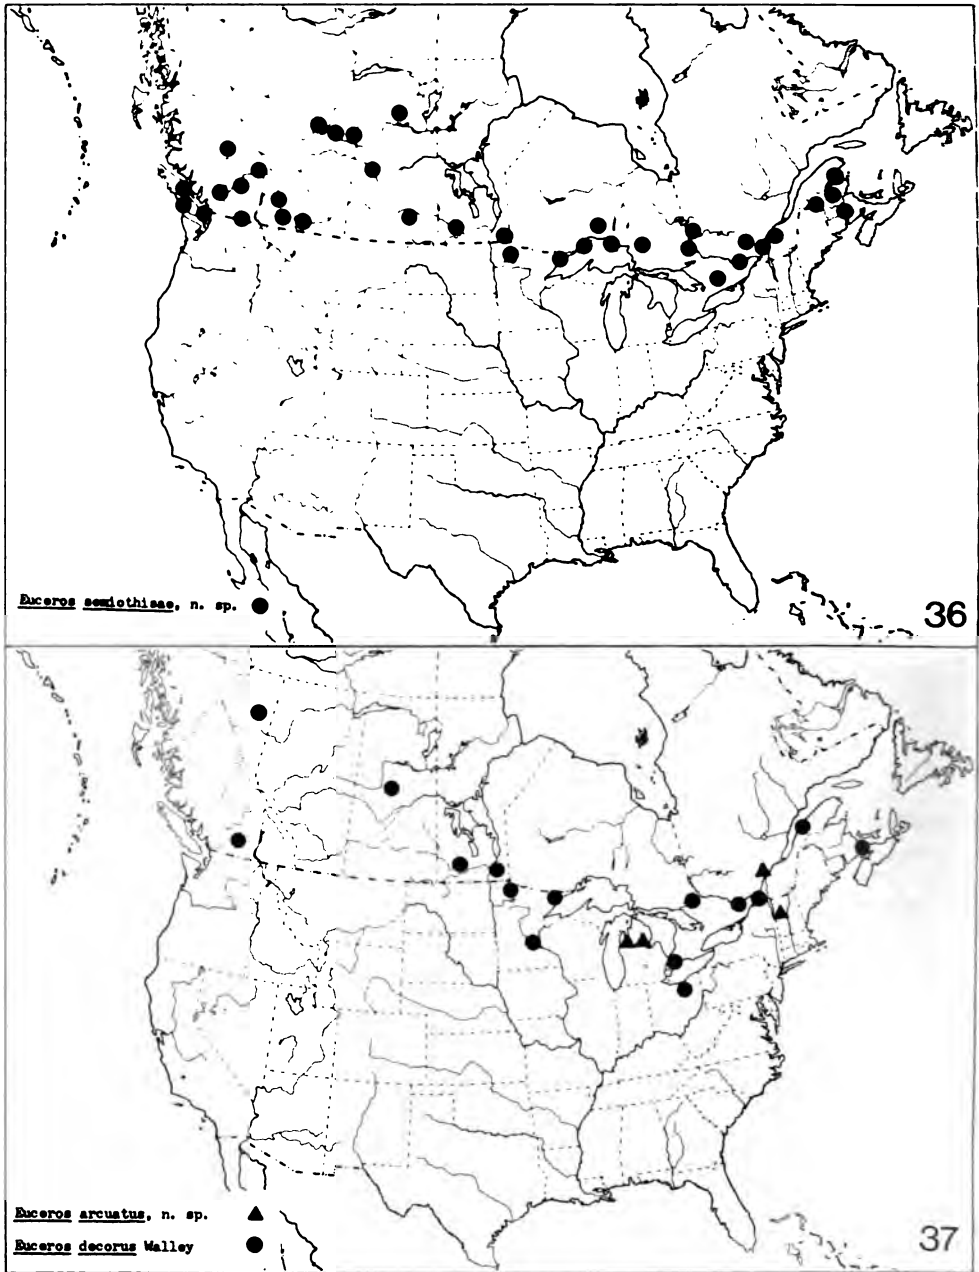 Euceros semiothisae, n. sp.
36
Euceros arcuatus, n. sp.
Euceros decorus Walley
37